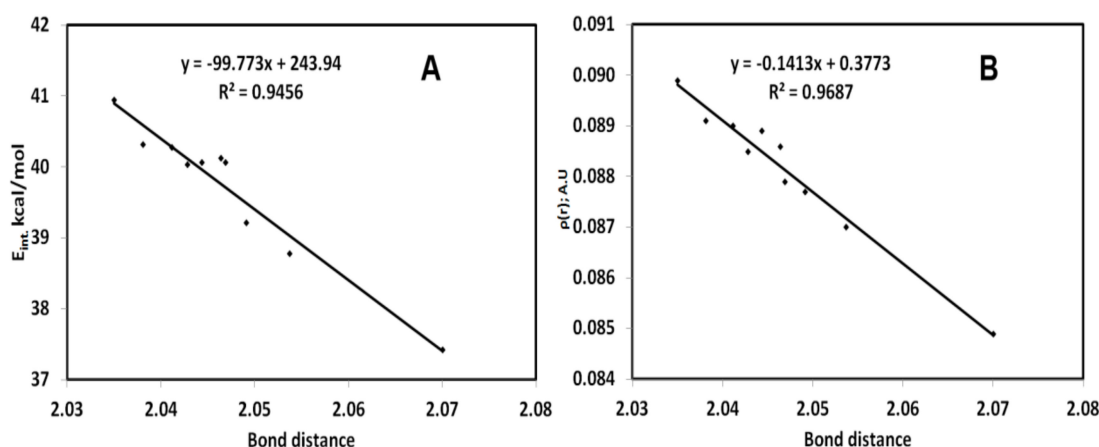 42
41
40
39
38
37
E int. kcal/mol
y = -99.773x + 243.94
R² = 0.9456
A
2.03 2.04 2.05 2.06 2.07 2.08
Bond distance
0.091
0.090
0.089
0.088
0.087
0.086
0.085
0.084
ρ(r); A.U
y = -0.1413x + 0.3773
R² = 0.9687
B
2.03 2.04 2.05 2.06 2.07 2.08
Bond distance